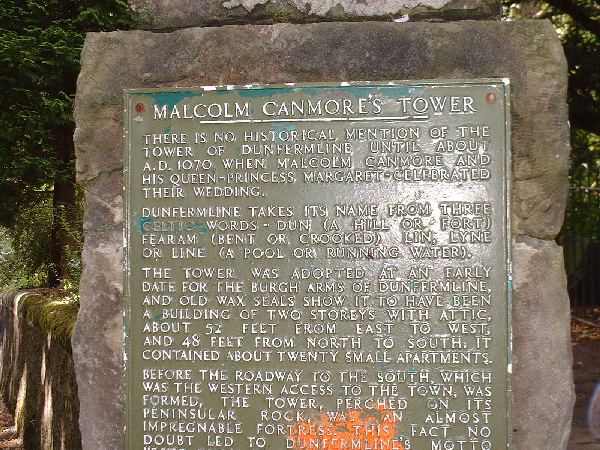 MALCOLM CANMORE'S TOWER
THERE IS NO HISTORICAL MENTION OF THE
TOWER OF DUNFERMLINE UNTIL ABOUT
A.D. 1070 WHEN MALCOLM CANMORE AND
HIS QUEEN-PRINCESS MARGARET-CELEBRATED
THEIR WEDDING.
DUNFERMLINE TAKES ITS NAME FROM THREE
CELTIC WORDS - DUN (A HILL OR FORT)
FEARAM (BENT OR CROOKED) LIN, LYNE
OR LINE (A POOL OR RUNNING WATER).
THE TOWER WAS ADOPTED AT AN EARLY
DATE FOR THE BURGH ARMS OF DUNFERMLINE,
AND OLD WAX SEALS SHOW IT TO HAVE BEEN
A BUILDING OF TWO STOREYS WITH ATTIC,
ABOUT 52 FEET FROM EAST TO WEST,
AND 48 FEET FROM NORTH TO SOUTH: IT
CONTAINED ABOUT TWENTY SMALL APARTMENTS.
BEFORE THE ROADWAY TO THE SOUTH, WHICH
WAS THE WESTERN ACCESS TO THE TOWN, WAS
FORMED, THE TOWER, PERCHED ON ITS
PENINSULAR ROCK, WAS AN ALMOST
IMPREGNABLE FORTRESS. THIS FACT NO
DOUBT LED TO DUNFERMLINE'S MOTTO